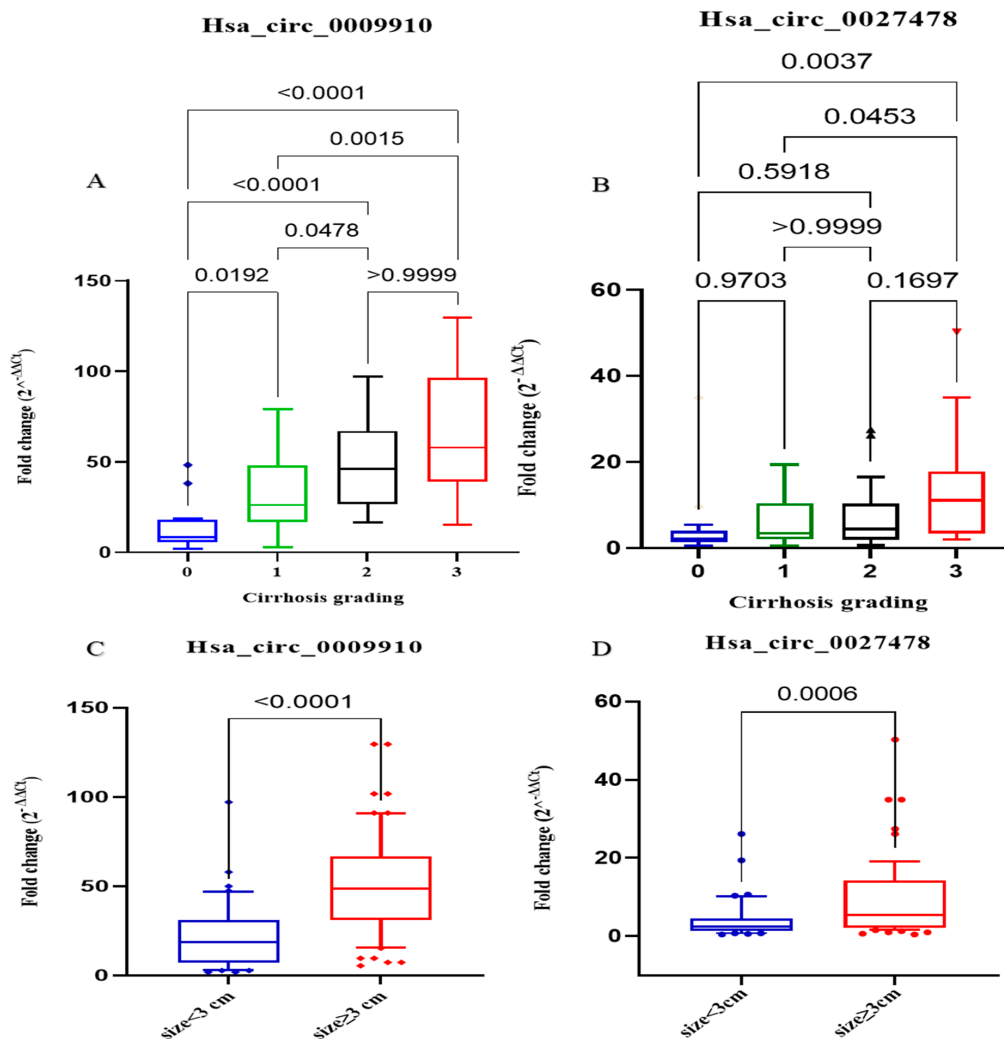 Hsa_circ_0009910
A
<0.0001
0.0015
<0.0001
0.0478
0.0192
>0.9999
150
100
50
0
Fold change (2^-ΔΔCt)
0 1 2 3
Cirrhosis grading
Hsa_circ_0027478
B
0.0037
0.0453
0.5918
>0.9999
0.9703
0.1697
60
40
20
0
Fold change (2-ΔΔCt)
0 1 2 3
Cirrhosis grading
C
Hsa_circ_0009910
<0.0001
150
100
50
0
Fold change (2-ΔΔCt)
size<3 cm
size≥3 cm
D
Hsa_circ_0027478
0.0006
60
40
20
0
Fold change (2^-ΔΔCt)
size<3cm
size≥3cm